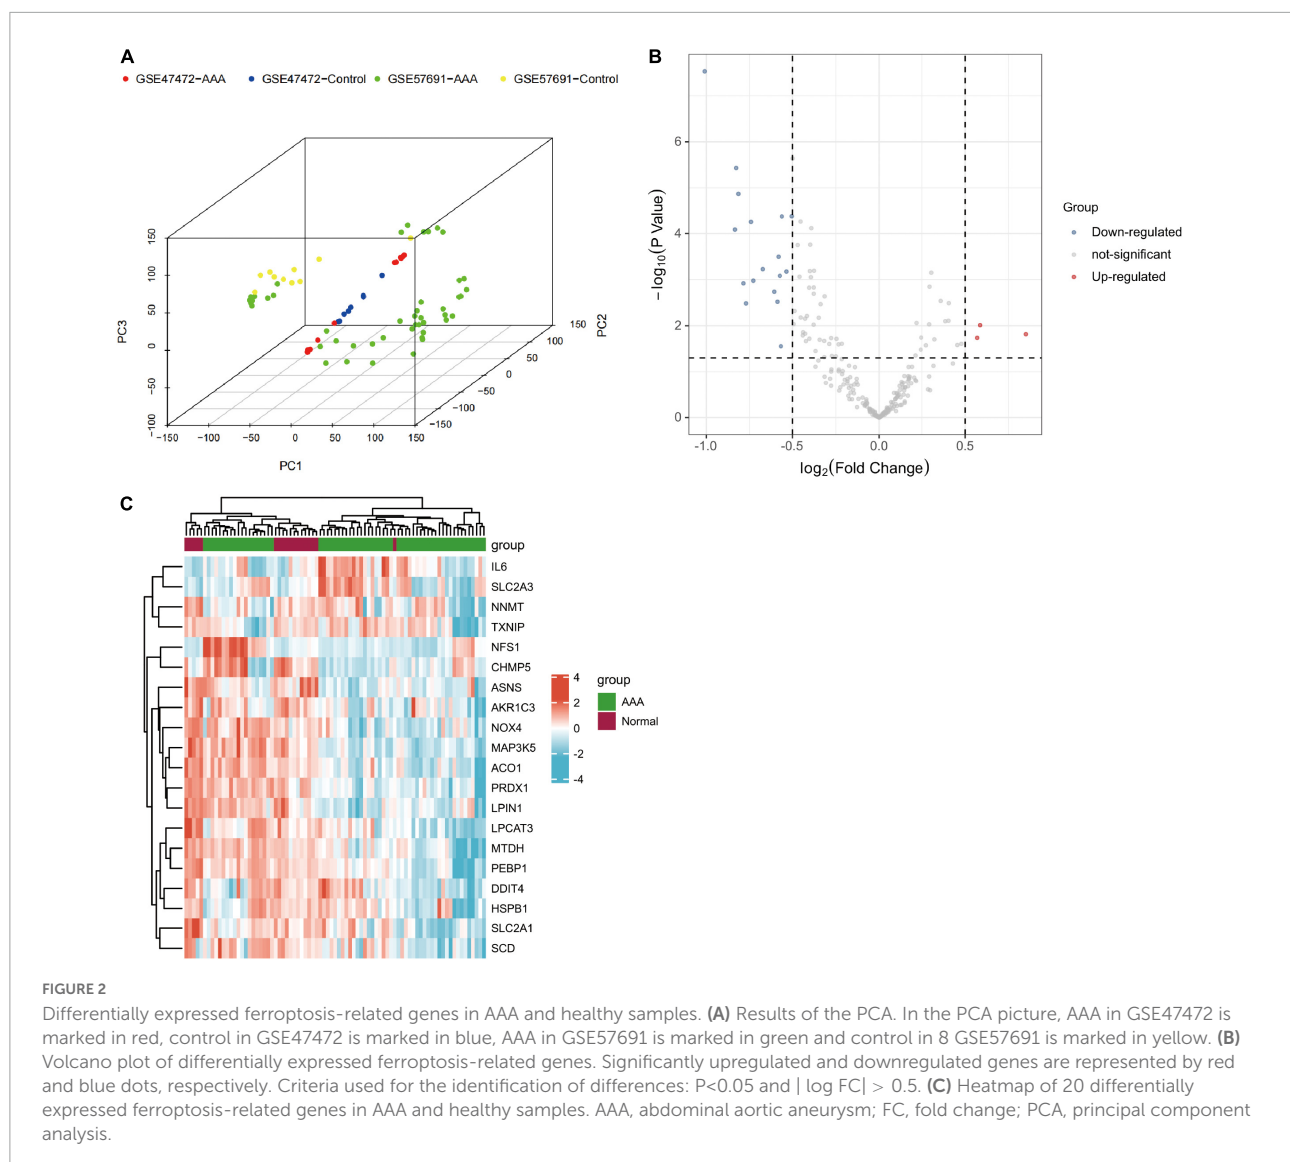 A
GSE47472−AAA GSE47472−Control GSE57691−AAA GSE57691−Control
PC3
150
100
50
0
−50
−100
−150 −100 −50 0 50 100 150
PC1
−150
−100
−50
0
50
100
150
PC2
B
− log10(P Value)
6
4
2
0
-1.0 -0.5 0.0 0.5
log2(Fold Change)
Group
Down-regulated
not-significant
Up-regulated
C
group
IL6
SLC2A3
NNMT
TXNIP
NFS1
CHMP5
ASNS
AKR1C3
NOX4
MAP3K5
ACO1
PRDX1
LPIN1
LPCAT3
MTDH
PEBP1
DDIT4
HSPB1
SLC2A1
SCD
4
2
0
-2
-4
group
AAA
Normal
FIGURE 2
Differentially expressed ferroptosis-related genes in AAA and healthy samples. (A) Results of the PCA. In the PCA picture, AAA in GSE47472 is
marked in red, control in GSE47472 is marked in blue, AAA in GSE57691 is marked in green and control in 8 GSE57691 is marked in yellow. (B)
Volcano plot of differentially expressed ferroptosis-related genes. Significantly upregulated and downregulated genes are represented by red
and blue dots, respectively. Criteria used for the identification of differences: P<0.05 and | log FC| > 0.5. (C) Heatmap of 20 differentially
expressed ferroptosis-related genes in AAA and healthy samples. AAA, abdominal aortic aneurysm; FC, fold change; PCA, principal component
analysis.